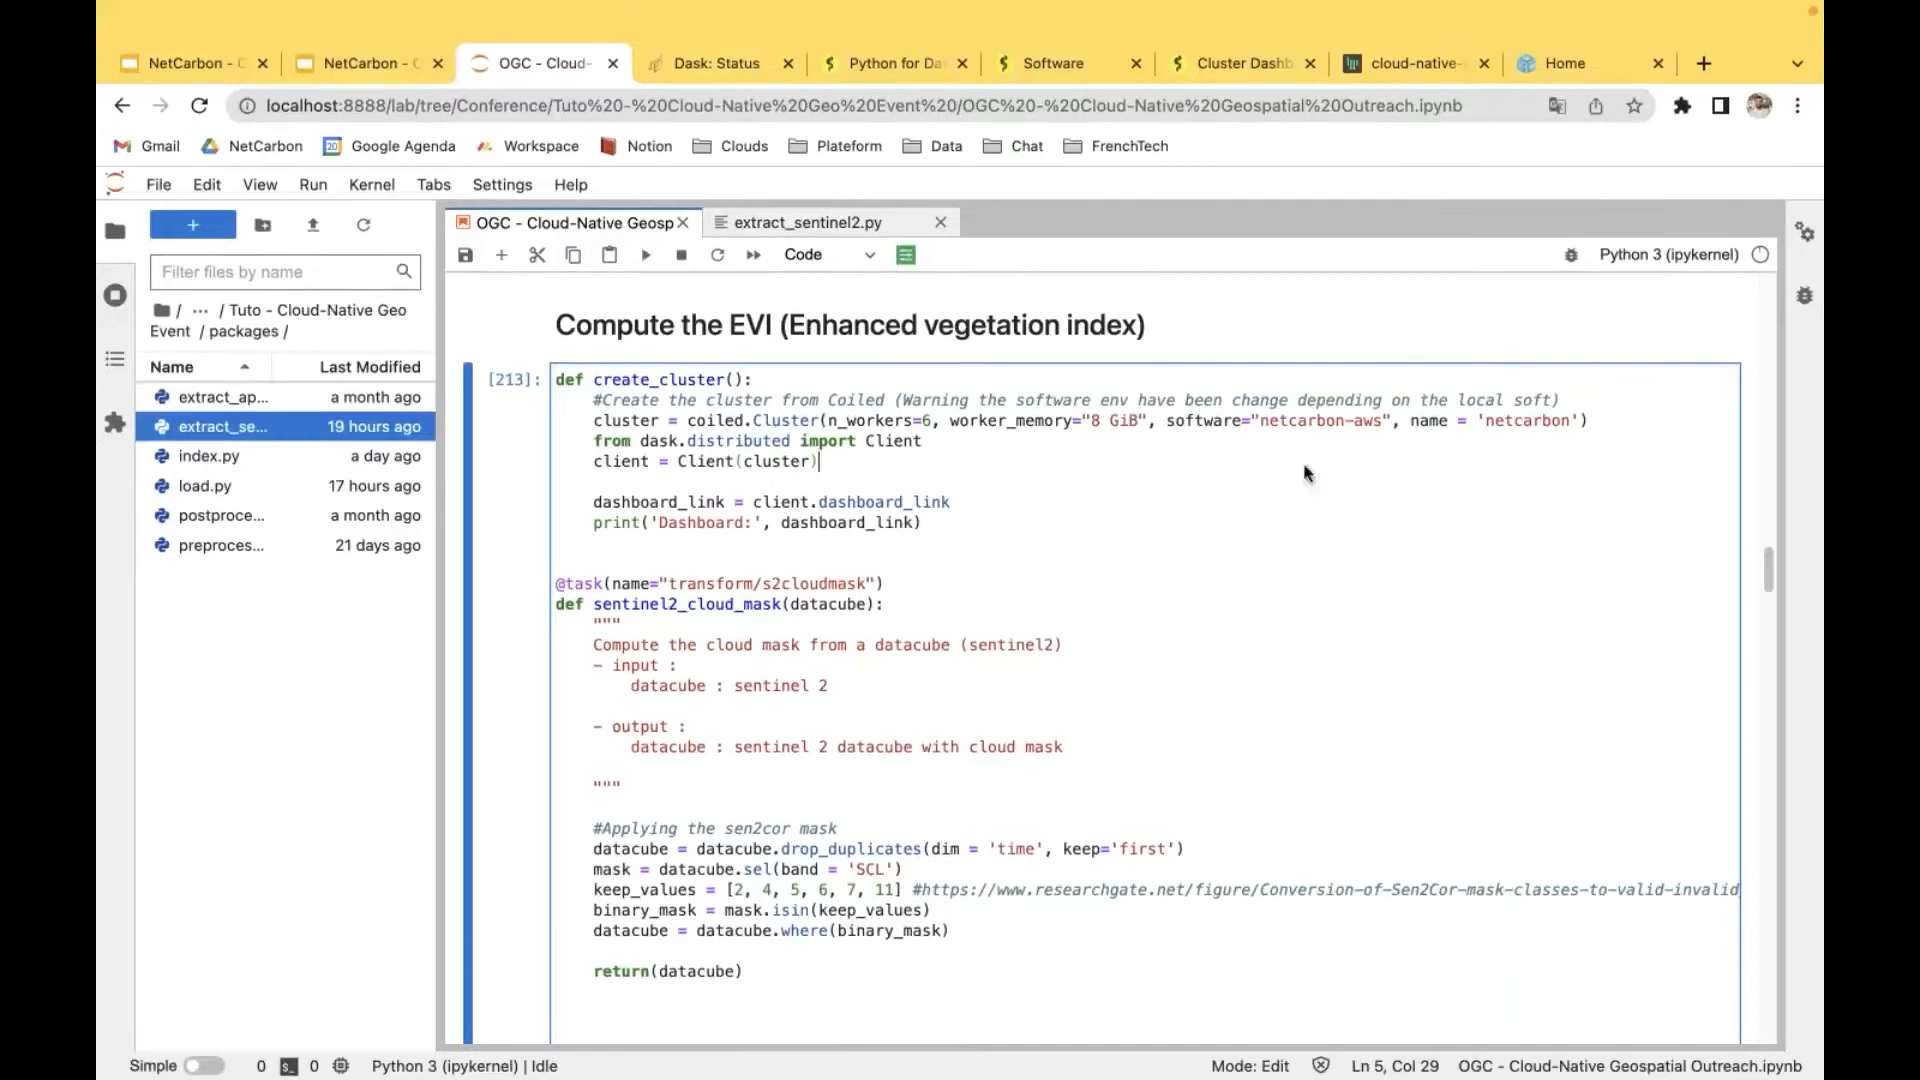 NetCarbon - C
NetCarbon - C
OGC - Cloud-
Dask: Status
Python for Da
Software
Cluster Dashb
cloud-native-
Home
localhost:8888/lab/tree/Conference/Tuto%20-%20Cloud-Native%20Geo%20Event%20/OGC%20-%20Cloud-Native%20Geospatial%20Outreach.ipynb
Gmail
NetCarbon
20
Google Agenda
Workspace
Notion
Clouds
Plateform
Data
Chat
FrenchTech
File
Edit
View
Run
Kernel
Tabs
Settings
Help
OGC - Cloud-Native Geosp
extract_sentinel2.py
Filter files by name
Code
Python 3 (ipykernel)
/ ... / Tuto - Cloud-Native Geo
Event / packages /
Name
Last Modified
extract_ap... a month ago
extract_se... 19 hours ago
index.py a day ago
load.py 17 hours ago
postproce... a month ago
preproces... 21 days ago
Compute the EVI (Enhanced vegetation index)
[213]:
def create_cluster():
#Create the cluster from Coiled (Warning the software env have been change depending on the local soft)
cluster = coiled.Cluster(n_workers=6, worker_memory="8 GiB", software="netcarbon-aws", name = 'netcarbon')
from dask.distributed import Client
client = Client(cluster)
dashboard_link = client.dashboard_link
print('Dashboard:', dashboard_link)
@task(name="transform/s2cloudmask")
def sentinel2_cloud_mask(datacube):
"""
Compute the cloud mask from a datacube (sentinel2)
- input :
datacube : sentinel 2
- output :
datacube : sentinel 2 datacube with cloud mask
"""
#Applying the sen2cor mask
datacube = datacube.drop_duplicates(dim = 'time', keep='first')
mask = datacube.sel(band = 'SCL')
keep_values = [2, 4, 5, 6, 7, 11] #https://www.researchgate.net/figure/Conversion-of-Sen2Cor-mask-classes-to-valid-invalid
binary_mask = mask.isin(keep_values)
datacube = datacube.where(binary_mask)
return(datacube)
Simple
0
0
Python 3 (ipykernel) | Idle
Mode: Edit
Ln 5, Col 29
OGC - Cloud-Native Geospatial Outreach.ipynb